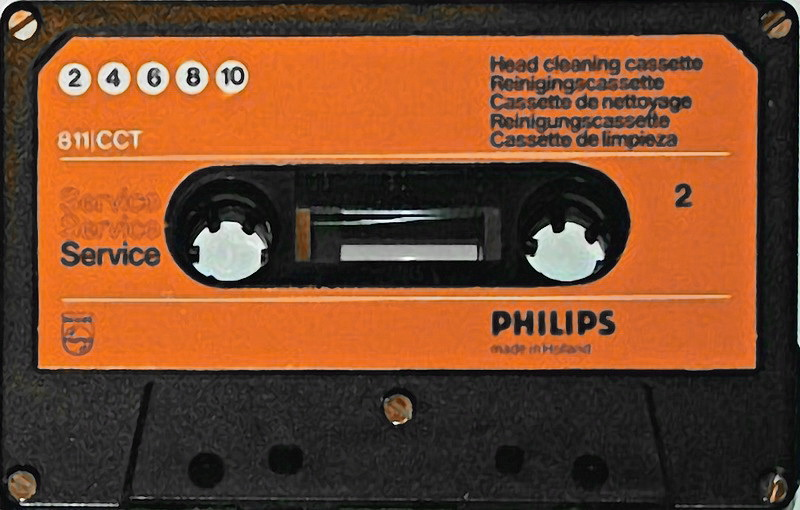 2 4 6 8 10
Head cleaning cassette
Reinigingscassette
Cassette de nettoyage
Reinigungscassette
Cassette de limpieza
811|CCT
2
Service
Service
Service
PHILIPS
made in Holland